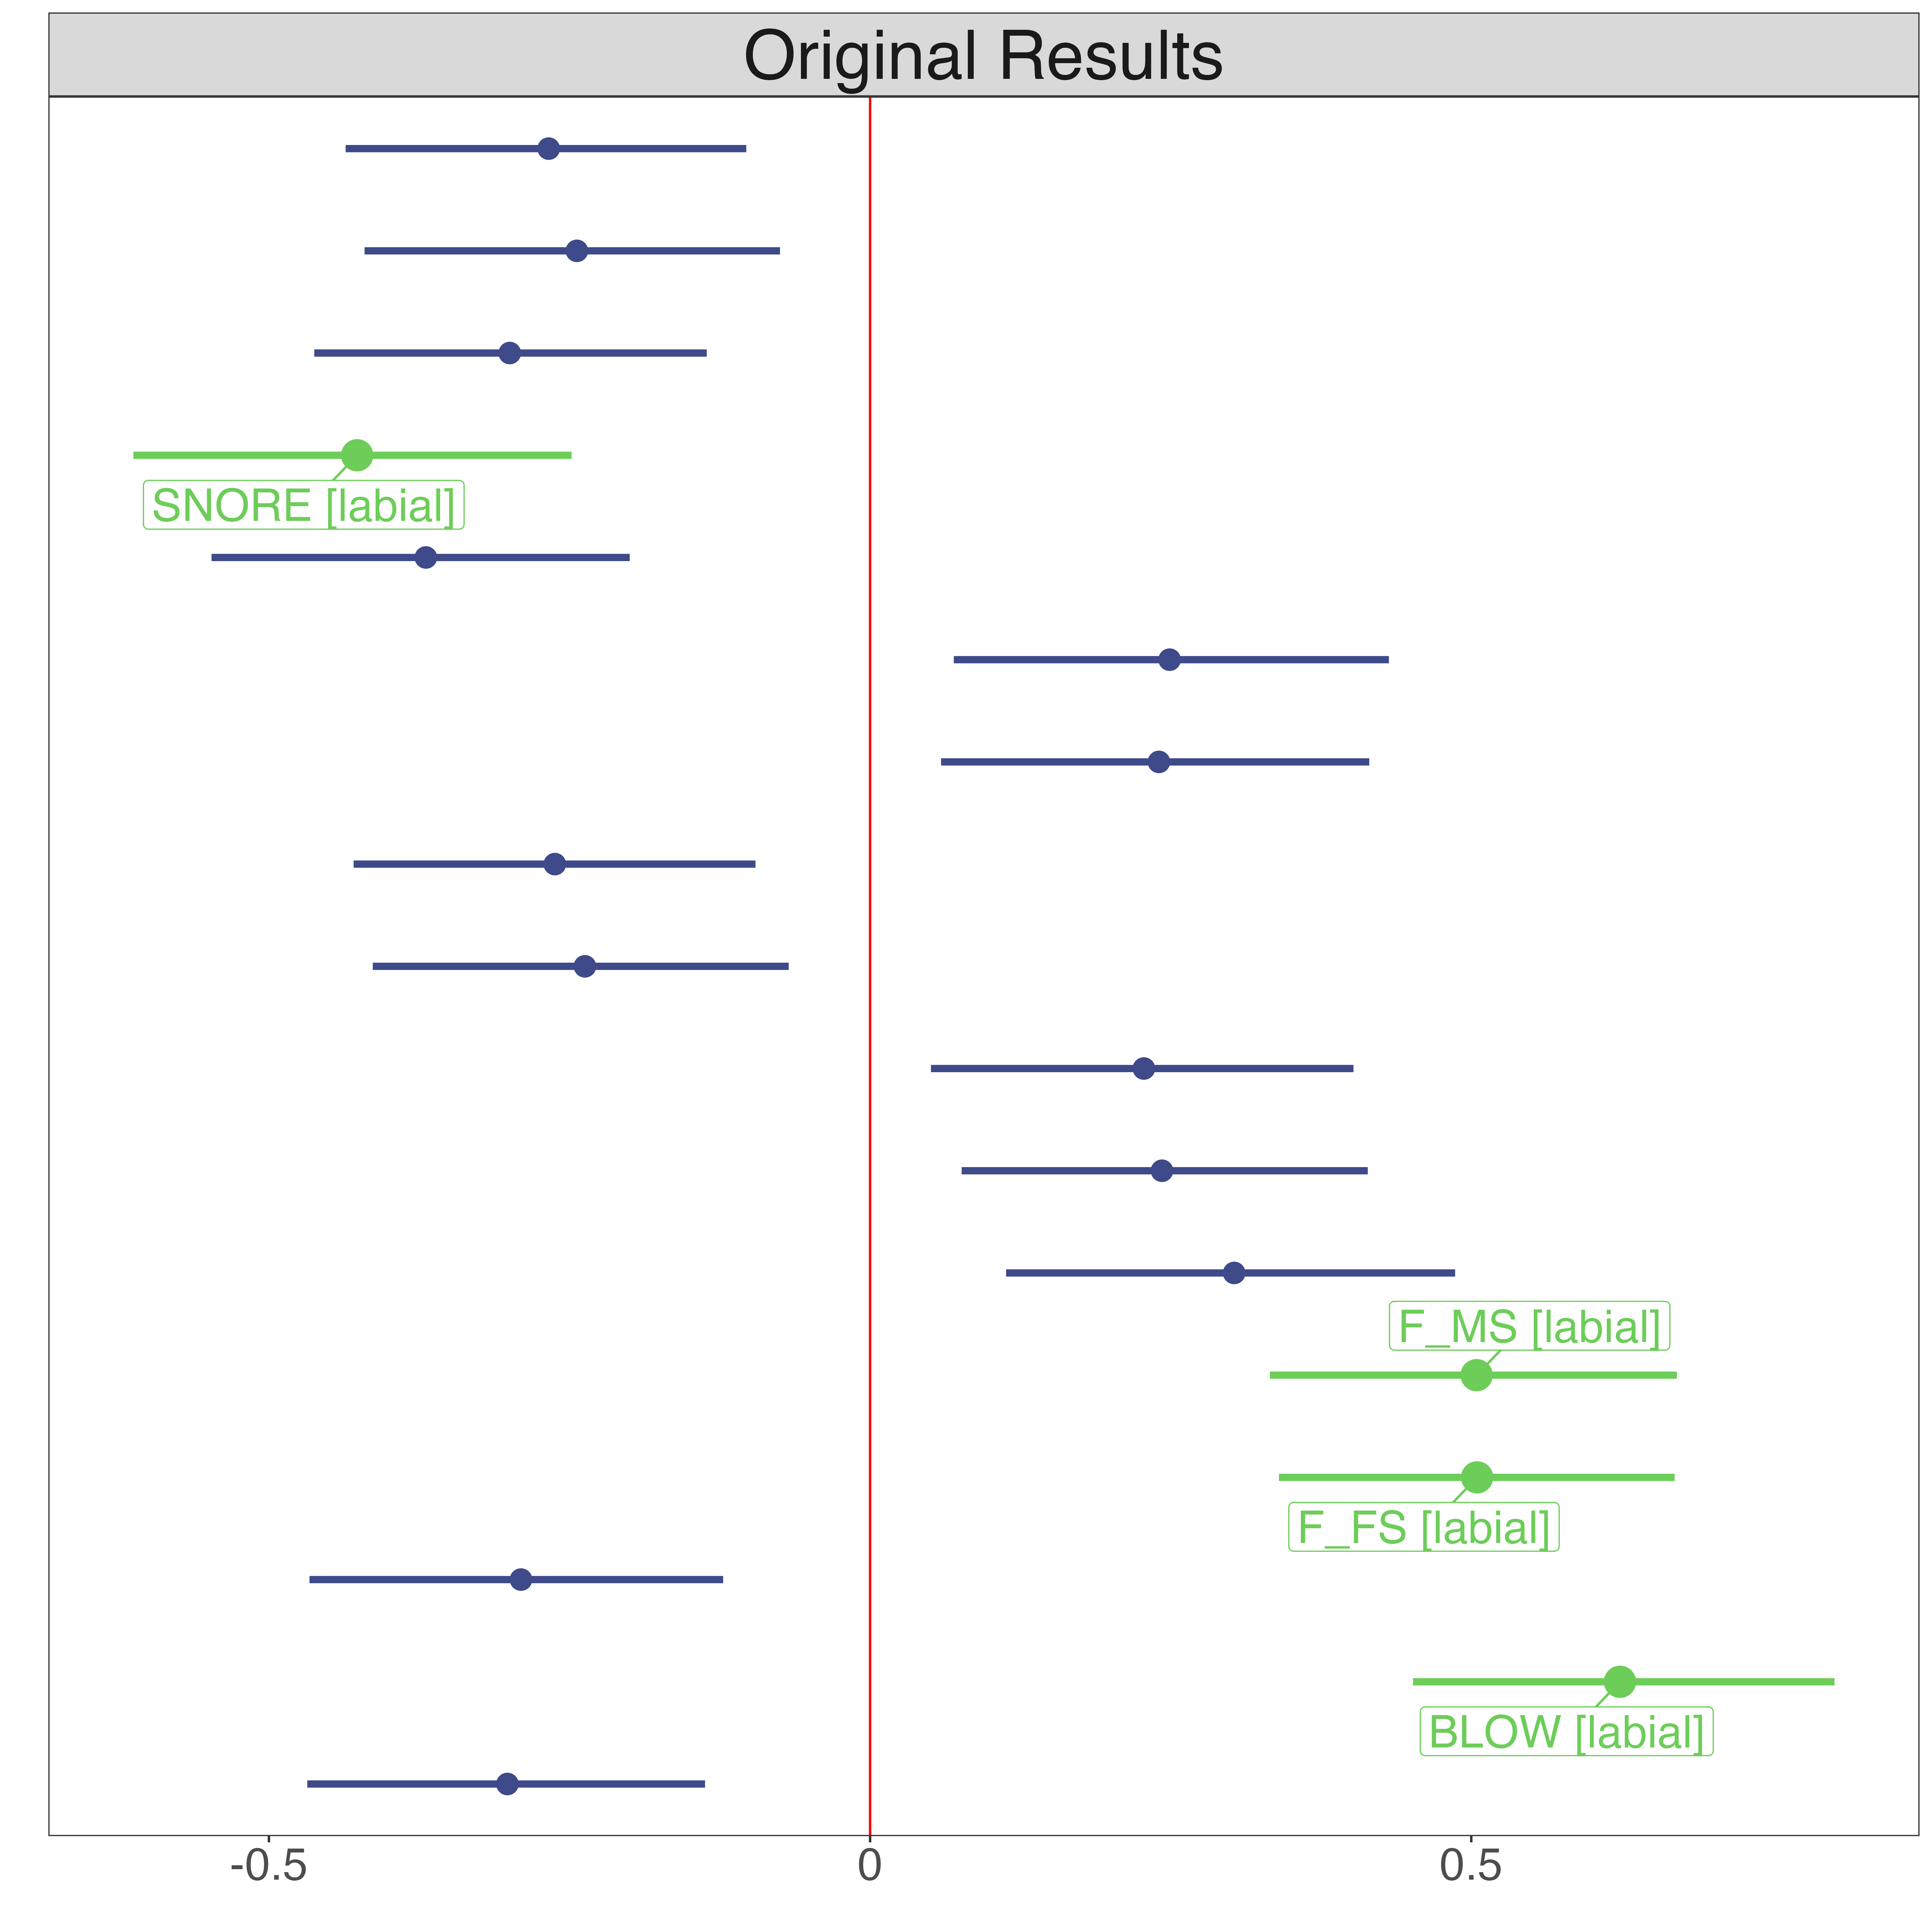 Original Results
SNORE [labial]
F_MS [labial]
F_FS [labial]
BLOW [labial]
-0.5
0
0.5